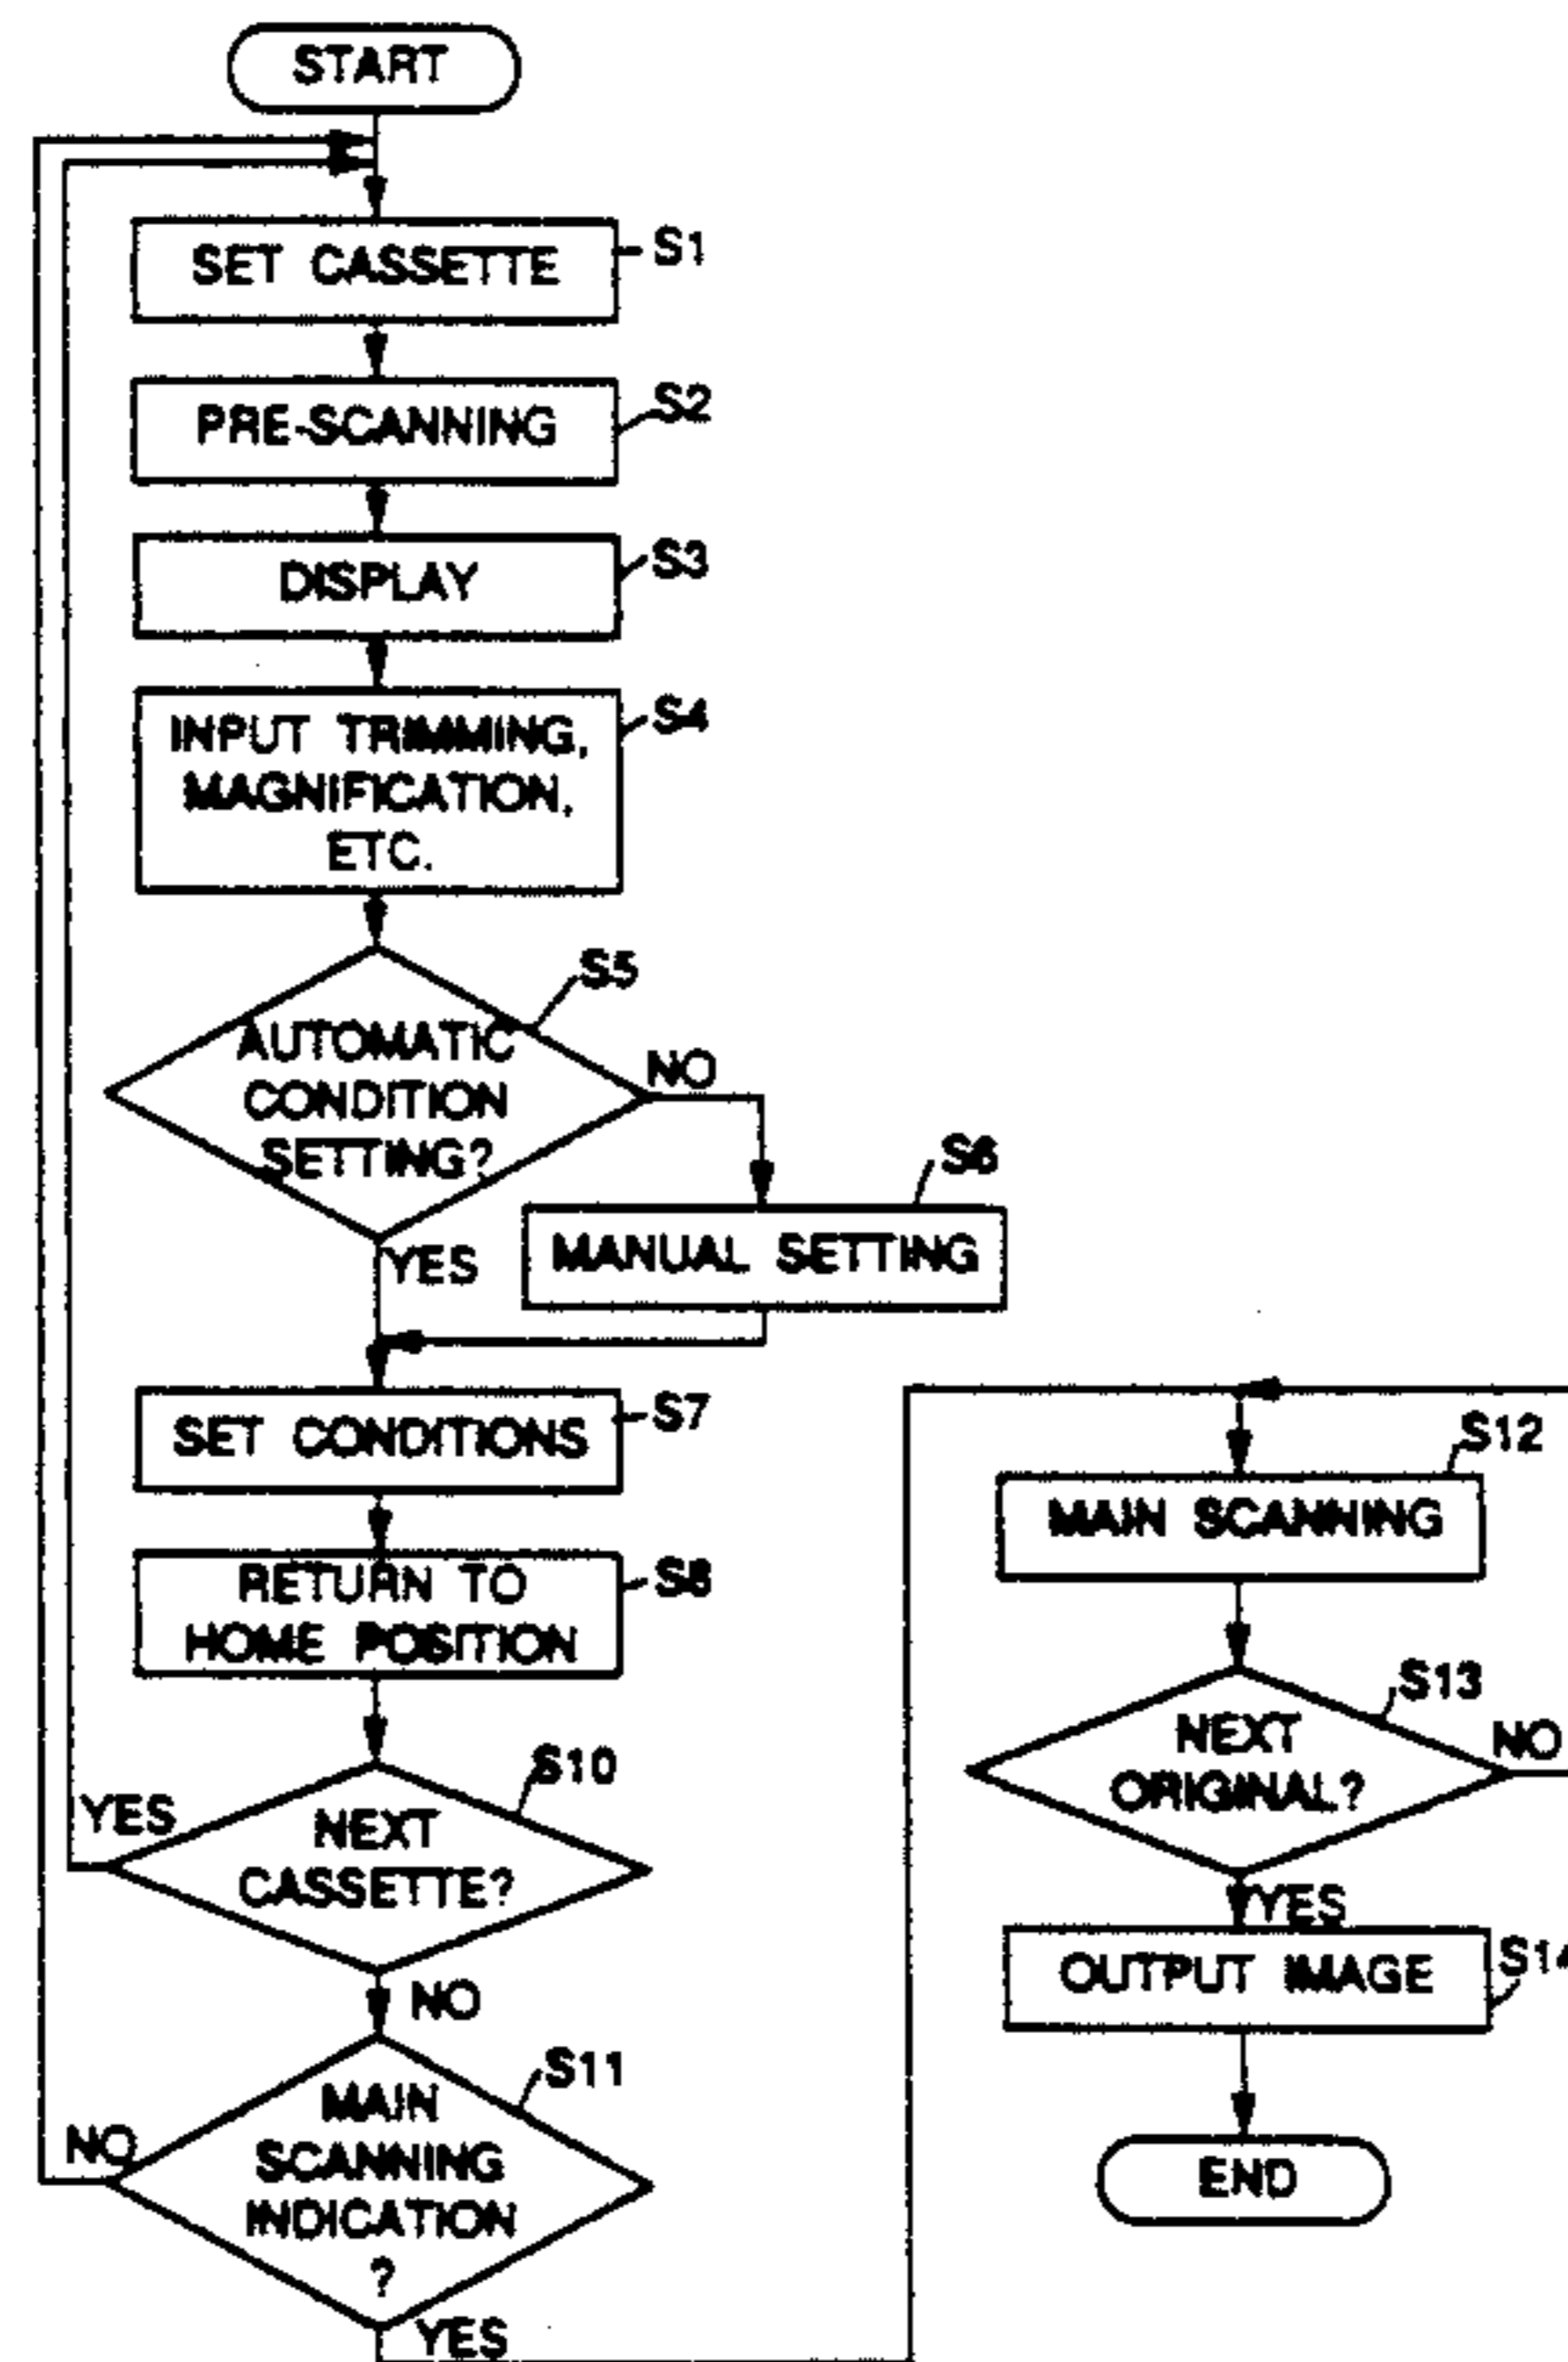 START
SET CASSETTE
S1
PRE-SCANNING
S2
DISPLAY
S3
INPUT TRIMMING,
MAGNIFICATION,
ETC.
S4
AUTOMATIC
CONDITION
SETTING?
S5
NO
YES
MANUAL SETTING
S6
SET CONDITIONS
S7
RETURN TO
HOME POSITION
S8
NEXT
CASSETTE?
S10
YES
NO
MAIN
SCANNING
INDICATION
?
S11
NO
YES
MAIN SCANNING
S12
NEXT
ORIGINAL?
S13
NO
YES
OUTPUT IMAGE
S14
END